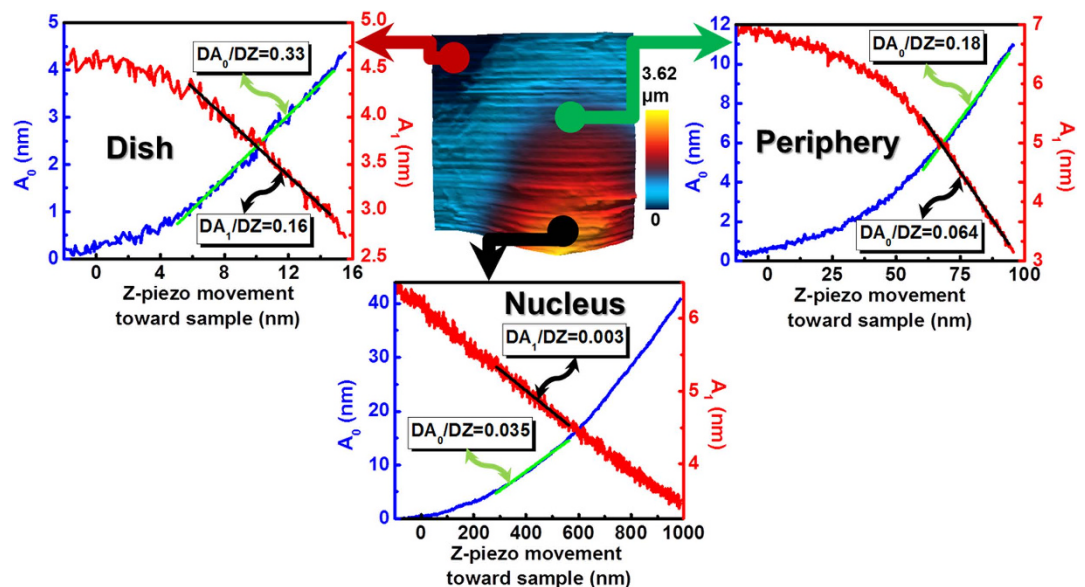 5
4
3
2
1
0
A₀ (nm)
DA₀/DZ=0.33
Dish
DA₁/DZ=0.16
5.0
4.5
4.0
3.5
3.0
2.5
A₁ (nm)
0 4 8 12 16
Z-piezo movement
toward sample (nm)
3.62
μm
0
12
10
8
6
4
2
0
A₀ (nm)
DA₀/DZ=0.18
Periphery
DA₀/DZ=0.064
7
6
5
4
3
A₁ (nm)
0 25 50 75 100
Z-piezo movement
toward sample (nm)
40
30
20
10
0
A₀ (nm)
Nucleus
DA₁/DZ=0.003
DA₀/DZ=0.035
6
5
4
A₁ (nm)
0 200 400 600 800 1000
Z-piezo movement
toward sample (nm)